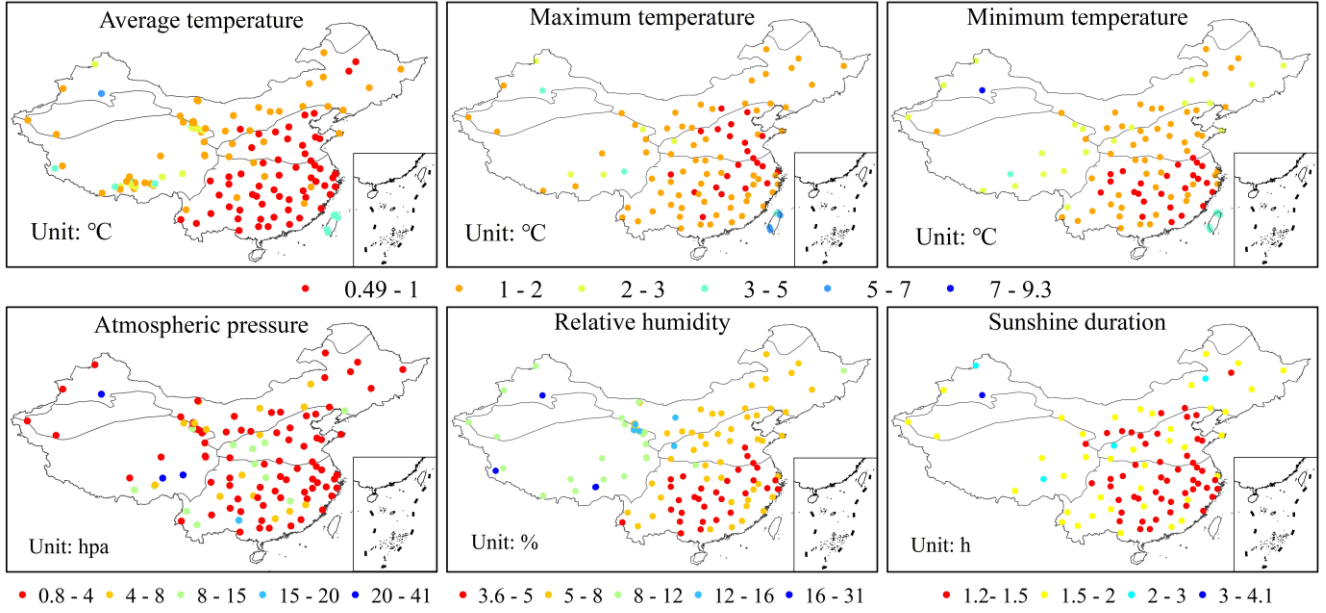 Average temperature
Maximum temperature
Minimum temperature
Unit: °C
Unit: °C
Unit: °C
0.49 - 1 1 - 2 2 - 3 3 - 5 5 - 7 7 - 9.3
Atmospheric pressure
Relative humidity
Sunshine duration
Unit: hpa
Unit: %
Unit: h
0.8 - 4 4 - 8 8 - 15 15 - 20 20 - 41
3.6 - 5 5 - 8 8 - 12 12 - 16 16 - 31
1.2- 1.5 1.5 - 2 2 - 3 3 - 4.1